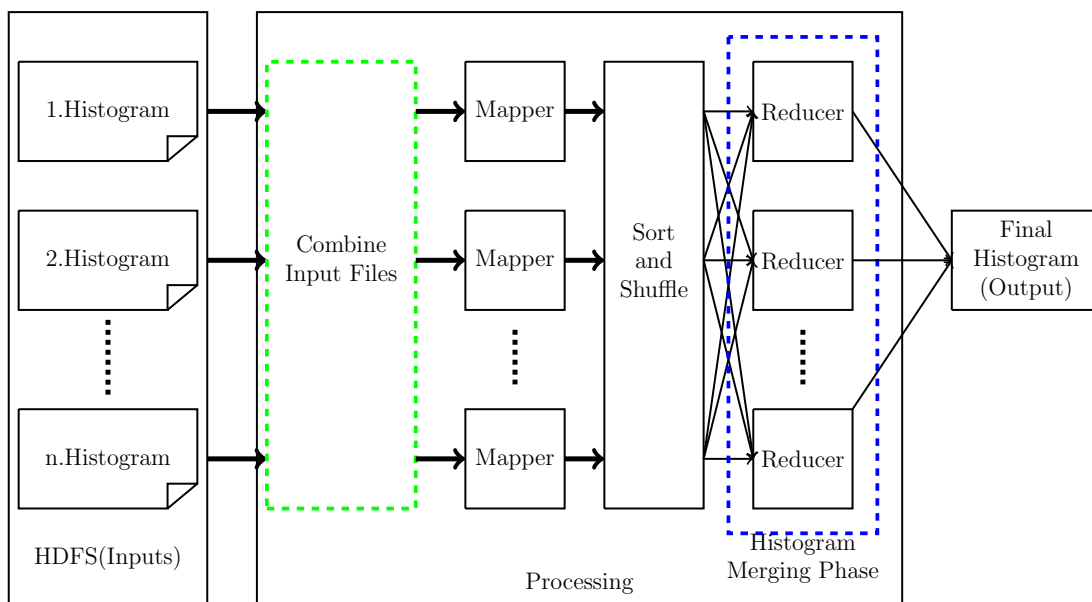 1.Histogram
2.Histogram
n.Histogram
HDFS(Inputs)
Combine
Input Files
Mapper
Mapper
Mapper
Sort
and
Shuffle
Reducer
Reducer
Reducer
Histogram
Merging Phase
Processing
Final
Histogram
(Output)